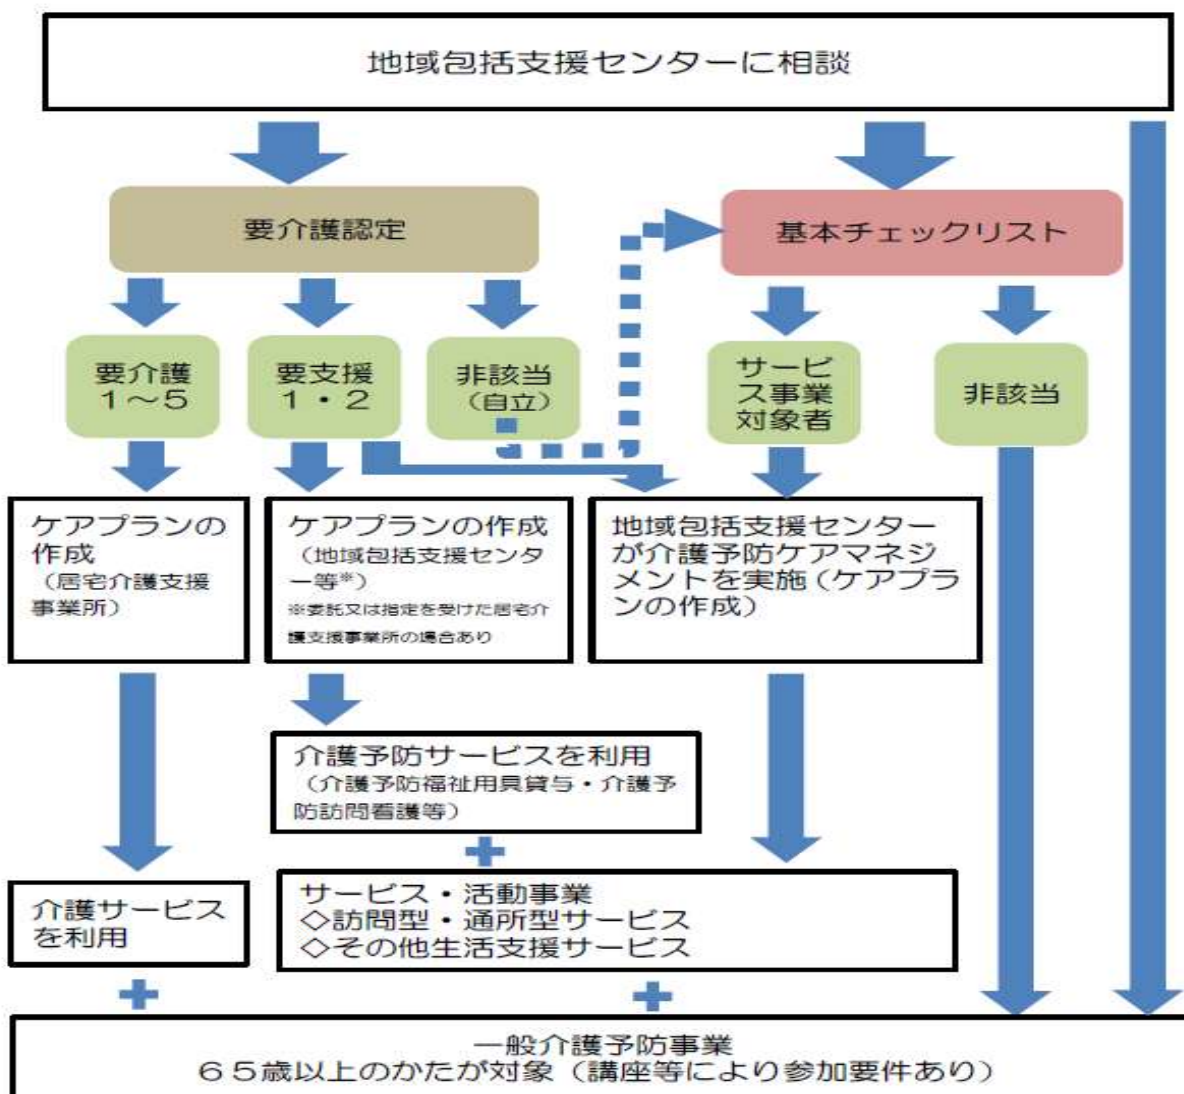 地域包括支援センターに相談
要介護認定
基本チェックリスト
要介護
１～５
要支援
１・２
非該当
（自立）
サービ
ス事業
対象者
非該当
ケアプランの
作成
（居宅介護支援
事業所）
ケアプランの作成
（地域包括支援センタ
ー等※）
※委託又は指定を受けた居宅介
護支援事業所の場合あり
地域包括支援センター
が介護予防ケアマネジ
メントを実施（ケアプラ
ンの作成）
介護予防サービスを利用
（介護予防福祉用具貸与・介護予
防訪問看護等）
介護サービス
を利用
サービス・活動事業
◇訪問型・通所型サービス
◇その他生活支援サービス
一般介護予防事業
６５歳以上のかたが対象（講座等により参加要件あり）